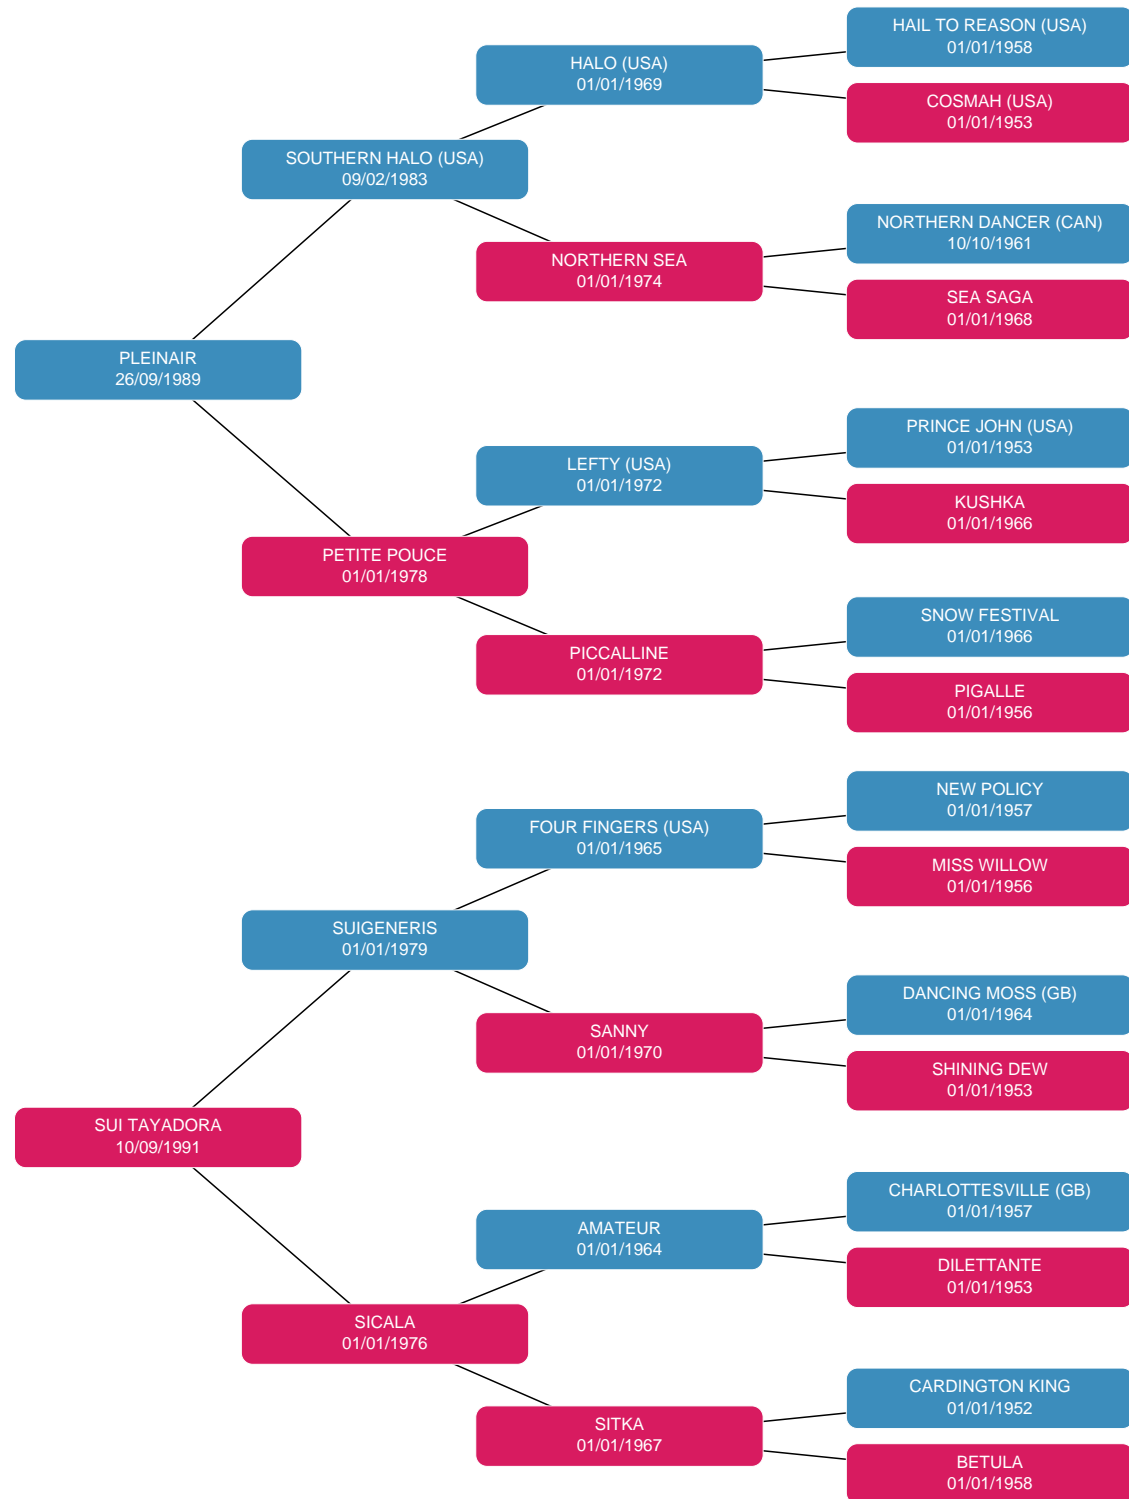 HAIL TO REASON (USA)
01/01/1958
HALO (USA)
01/01/1969
COSMAH (USA)
01/01/1953
SOUTHERN HALO (USA)
09/02/1983
NORTHERN DANCER (CAN)
10/10/1961
NORTHERN SEA
01/01/1974
SEA SAGA
01/01/1968
PLEINAIR
26/09/1989
PRINCE JOHN (USA)
01/01/1953
LEFTY (USA)
01/01/1972
KUSHKA
01/01/1966
PETITE POUCE
01/01/1978
SNOW FESTIVAL
01/01/1966
PICCALLINE
01/01/1972
PIGALLE
01/01/1956
NEW POLICY
01/01/1957
FOUR FINGERS (USA)
01/01/1965
MISS WILLOW
01/01/1956
SUIGENERIS
01/01/1979
DANCING MOSS (GB)
01/01/1964
SANNY
01/01/1970
SHINING DEW
01/01/1953
SUI TAYADORA
10/09/1991
CHARLOTTESVILLE (GB)
01/01/1957
AMATEUR
01/01/1964
DILETTANTE
01/01/1953
SICALA
01/01/1976
CARDINGTON KING
01/01/1952
SITKA
01/01/1967
BETULA
01/01/1958